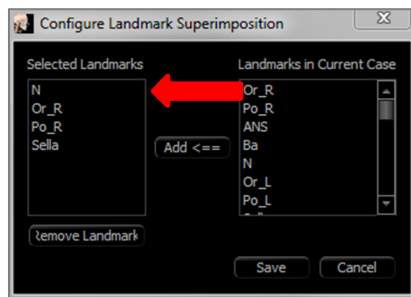 Configure Landmark Superimposition
Selected Landmarks
N
Or_R
Po_R
Sella
Add <==
Remove Landmark
Landmarks in Current Case
Or_R
Po_R
ANS
Ba
N
Or_L
Po_L
Save
Cancel